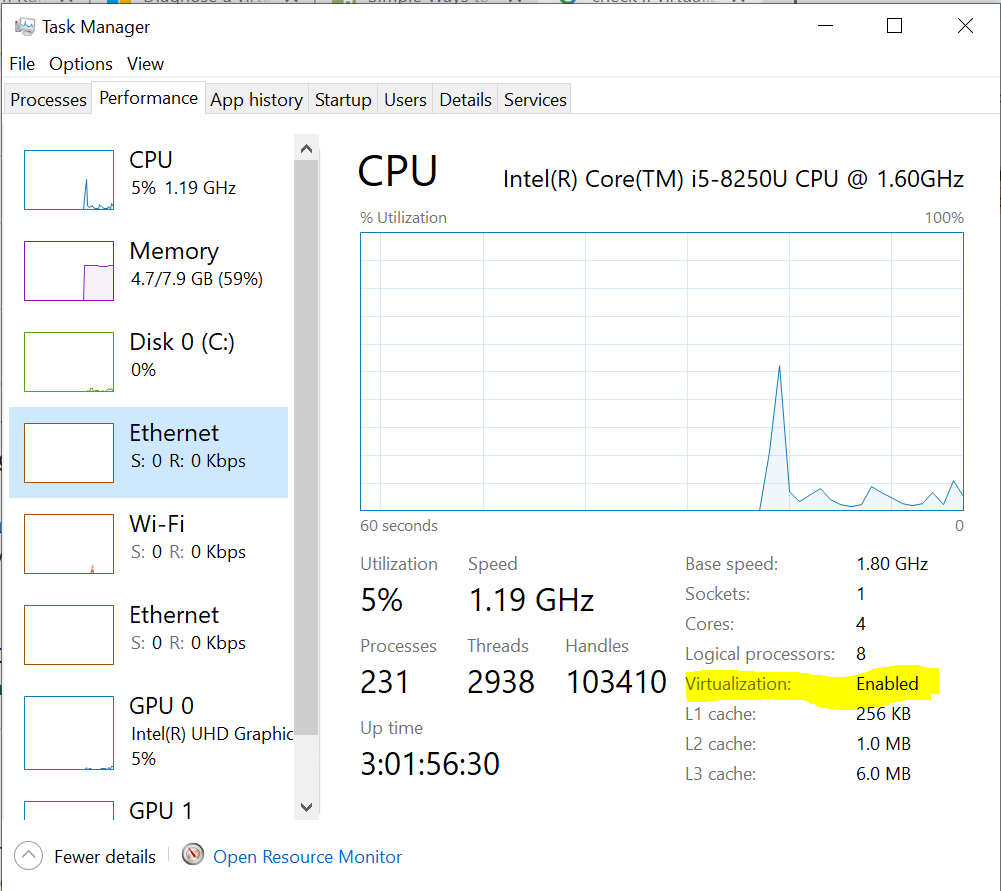 Task Manager
File Options View
Processes Performance App history Startup Users Details Services
CPU
5% 1.19 GHz
Memory
4.7/7.9 GB (59%)
Disk 0 (C:)
0%
Ethernet
S: 0 R: 0 Kbps
Wi-Fi
S: 0 R: 0 Kbps
Ethernet
S: 0 R: 0 Kbps
GPU 0
Intel(R) UHD Graphic
5%
GPU 1
CPU Intel(R) Core(TM) i5-8250U CPU @ 1.60GHz
% Utilization 100%
60 seconds 0
Utilization Speed
5% 1.19 GHz
Processes Threads Handles
231 2938 103410
Up time
3:01:56:30
Base speed: 1.80 GHz
Sockets: 1
Cores: 4
Logical processors: 8
Virtualization: Enabled
L1 cache: 256 KB
L2 cache: 1.0 MB
L3 cache: 6.0 MB
Fewer details Open Resource Monitor